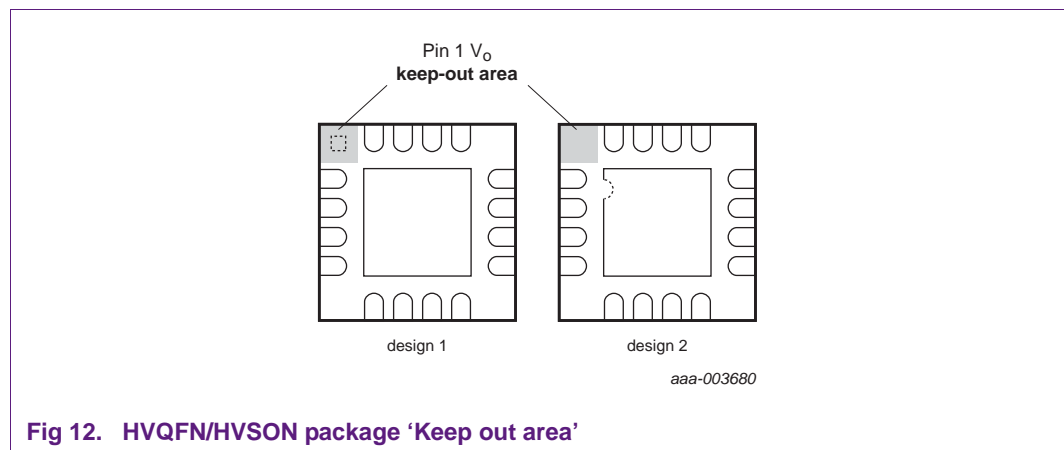 Pin 1 Vo
keep-out area
design 1
design 2
aaa-003680
Fig 12. HVQFN/HVSON package ‘Keep out area’